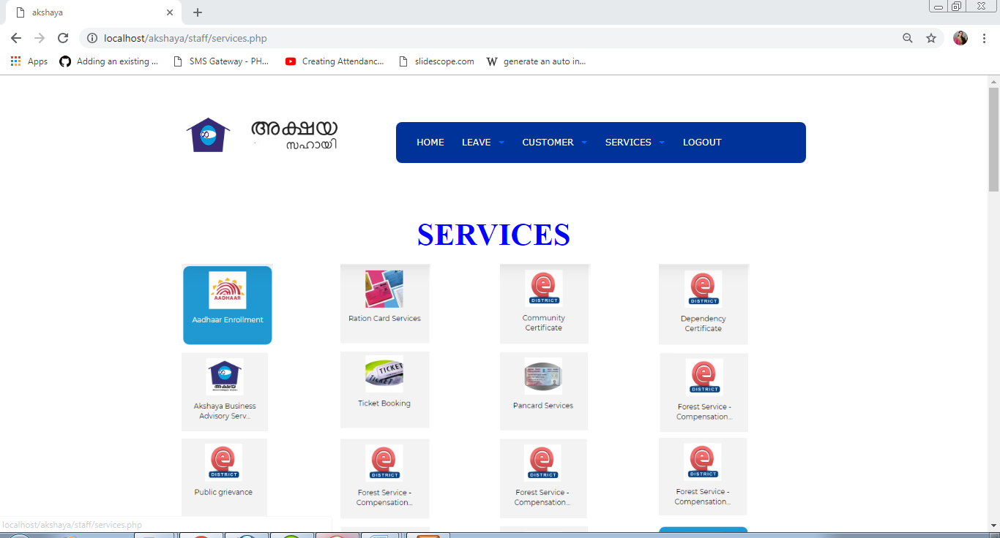 akshaya
localhost/akshaya/staff/services.php
Apps
Adding an existing ...
SMS Gateway - PH...
Creating Attendanc...
slidescope.com
W generate an auto in...
അക്ഷയ
സഹായി
HOME LEAVE CUSTOMER SERVICES LOGOUT
SERVICES
AADHAAR
Aadhaar Enrollment
Ration Card Services
e
DISTRICT
Community
Certificate
e
DISTRICT
Dependency
Certificate
അക്ഷയ
Akshaya Business
Advisory Serv...
TICKET
TICKET
Ticket Booking
Pancard Services
e
DISTRICT
Forest Service -
Compensation...
e
DISTRICT
Public grievance
e
DISTRICT
Forest Service -
Compensation...
e
DISTRICT
Forest Service -
Compensation...
e
DISTRICT
Forest Service -
Compensation...
localhost/akshaya/staff/services.php